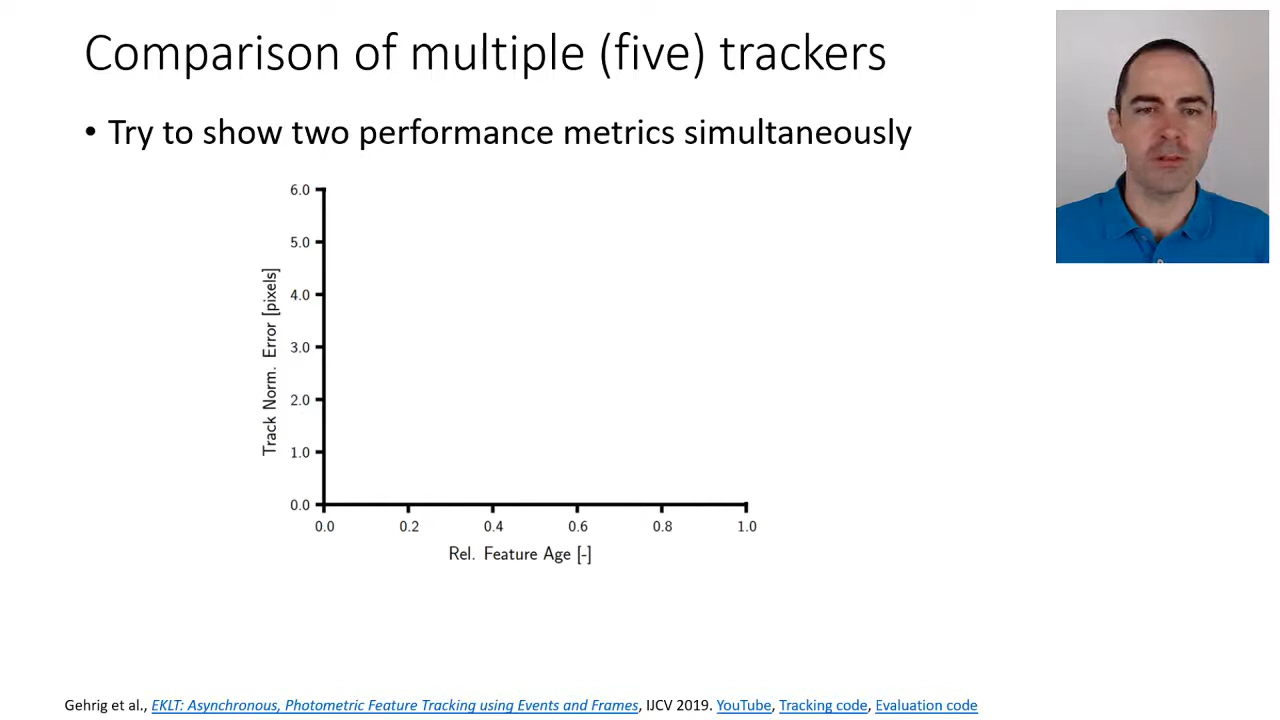 Comparison of multiple (five) trackers
• Try to show two performance metrics simultaneously
6.0
5.0
4.0
3.0
2.0
1.0
0.0
Track Norm. Error [pixels]
0.0 0.2 0.4 0.6 0.8 1.0
Rel. Feature Age [-]
Gehrig et al., EKLT: Asynchronous, Photometric Feature Tracking using Events and Frames, IJCV 2019. YouTube, Tracking code, Evaluation code